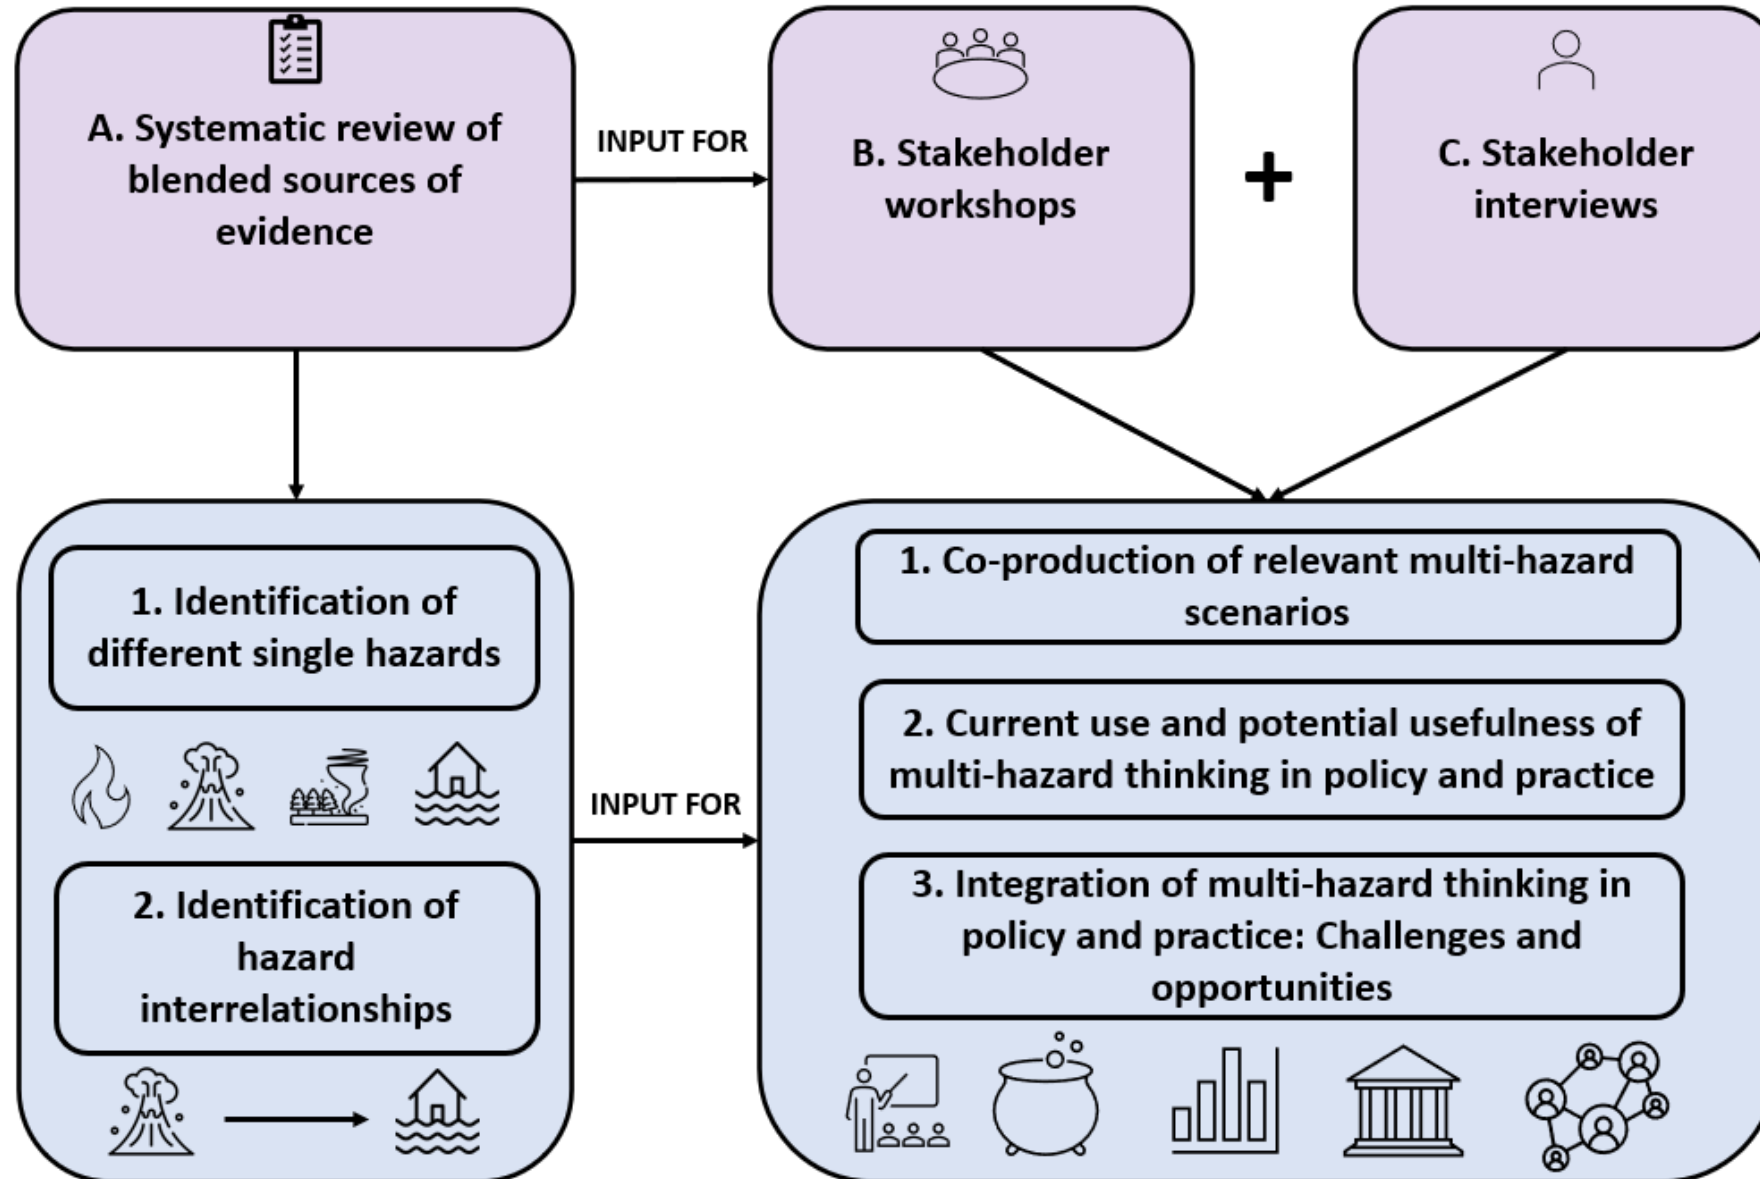 A. Systematic review of
blended sources of
evidence
INPUT FOR
B. Stakeholder
workshops
+
C. Stakeholder
interviews
1. Identification of
different single hazards
2. Identification of
hazard
interrelationships
INPUT FOR
1. Co-production of relevant multi-hazard
scenarios
2. Current use and potential usefulness of
multi-hazard thinking in policy and practice
3. Integration of multi-hazard thinking in
policy and practice: Challenges and
opportunities